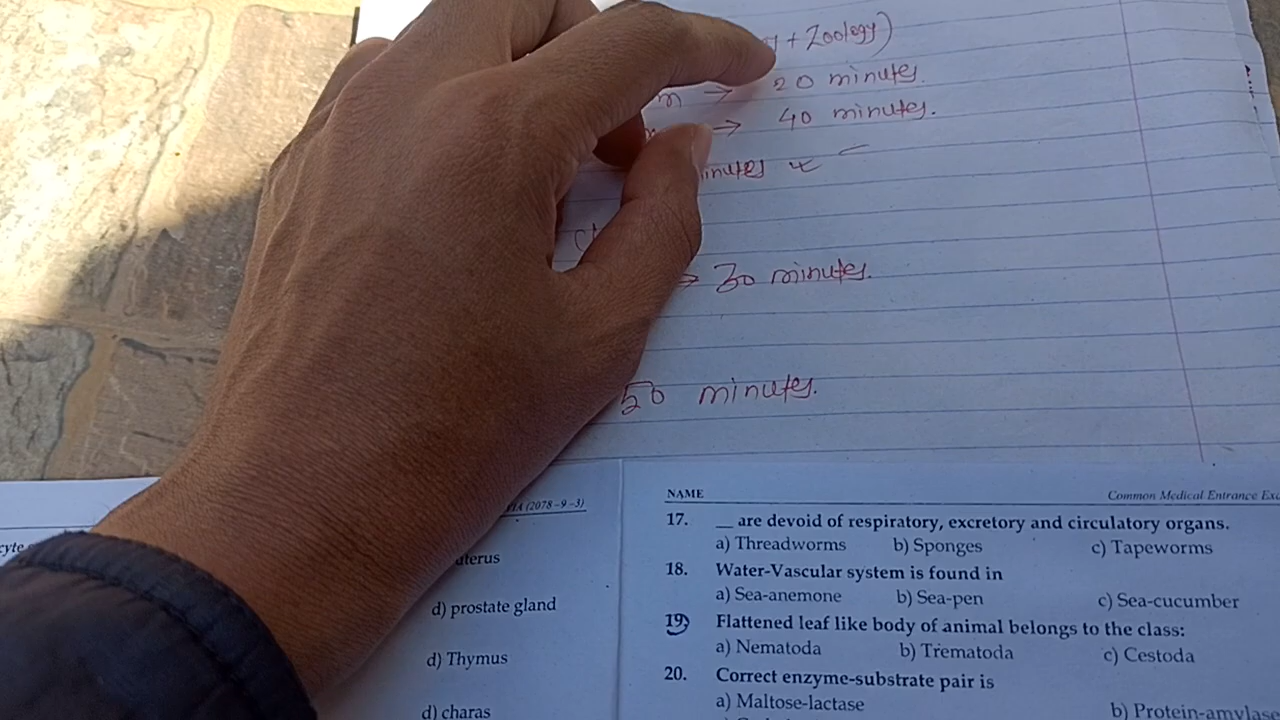 + Zoology)
→ 20 minutes.
→ 40 minutes.
→ 30 minutes.
50 minutes.
(2078-9-3)
uterus
d) prostate gland
d) Thymus
d) charas
NAME
Common Medical Entrance
17. __ are devoid of respiratory, excretory and circulatory organs.
a) Threadworms b) Sponges c) Tapeworms
18. Water-Vascular system is found in
a) Sea-anemone b) Sea-pen c) Sea-cucumber
19. Flattened leaf like body of animal belongs to the class:
a) Nematoda b) Trematoda c) Cestoda
20. Correct enzyme-substrate pair is
a) Maltose-lactase b) Protein-amylase